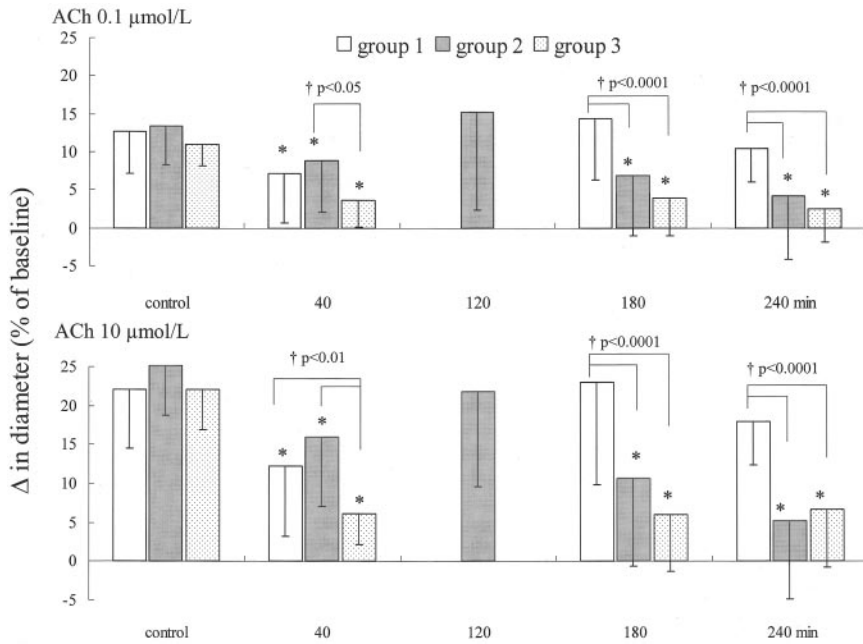 ACh 0.1 µmol/L
25
group 1 group 2 group 3
20
† p<0.05
† p<0.0001
† p<0.0001
15
10
* * *
* *
* *
5
0
-5
control 40 120 180 240 min
Δ in diameter (% of baseline)
ACh 10 µmol/L
25
† p<0.01
† p<0.0001
† p<0.0001
20
15
* * *
* *
* *
10
5
0
-5
control 40 120 180 240 min